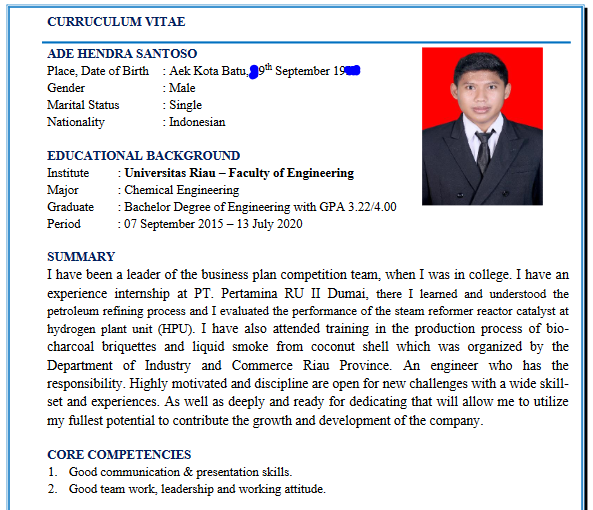 CURRUCULUM VITAE
ADE HENDRA SANTOSO
Place, Date of Birth : Aek Kota Batu, 9th September 19
Gender : Male
Marital Status : Single
Nationality : Indonesian
EDUCATIONAL BACKGROUND
Institute : Universitas Riau – Faculty of Engineering
Major : Chemical Engineering
Graduate : Bachelor Degree of Engineering with GPA 3.22/4.00
Period : 07 September 2015 – 13 July 2020
SUMMARY
I have been a leader of the business plan competition team, when I was in college. I have an
experience internship at PT. Pertamina RU II Dumai, there I learned and understood the
petroleum refining process and I evaluated the performance of the steam reformer reactor catalyst at
hydrogen plant unit (HPU). I have also attended training in the production process of bio-
charcoal briquettes and liquid smoke from coconut shell which was organized by the
Department of Industry and Commerce Riau Province. An engineer who has the
responsibility. Highly motivated and discipline are open for new challenges with a wide skill-
set and experiences. As well as deeply and ready for dedicating that will allow me to utilize
my fullest potential to contribute the growth and development of the company.
CORE COMPETENCIES
1. Good communication & presentation skills.
2. Good team work, leadership and working attitude.